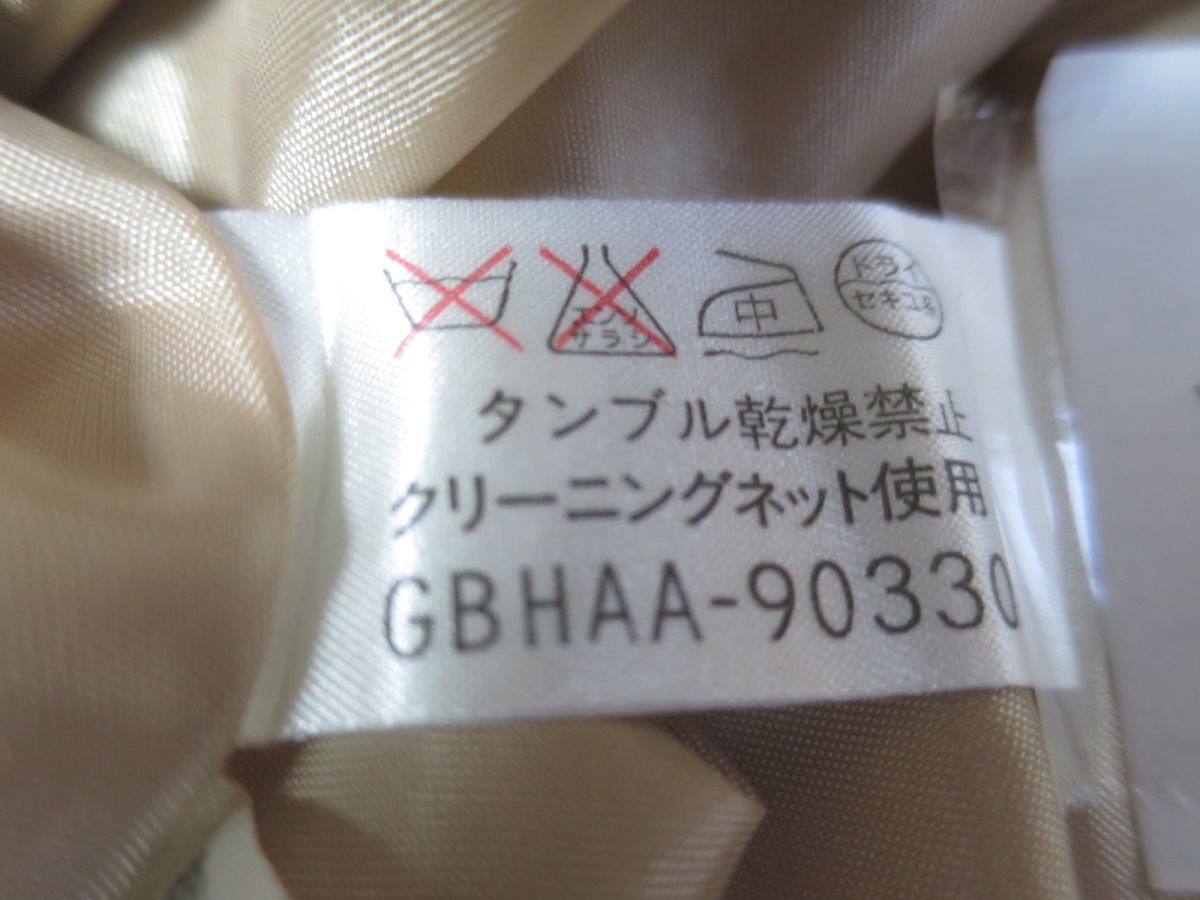 エンソ
サラシ
中
ドライ
セキユ系
タンブル乾燥禁止
クリーニングネット使用
GBHAA-90330